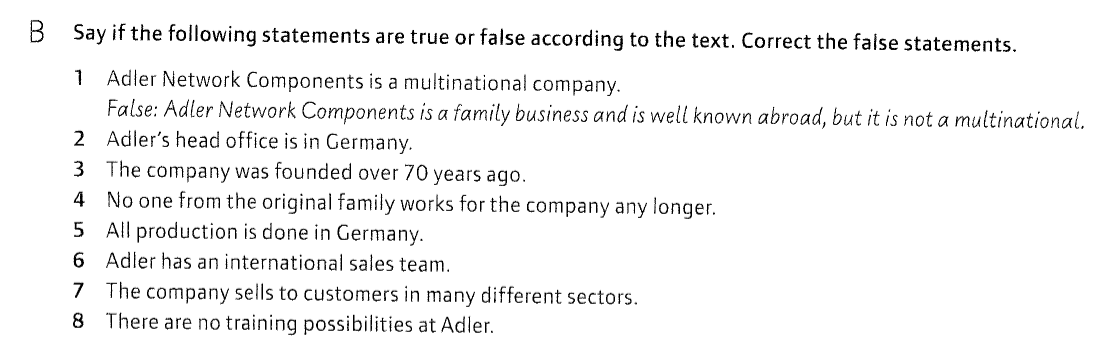 B Say if the following statements are true or false according to the text. Correct the false statements.
1 Adler Network Components is a multinational company.
False: Adler Network Components is a family business and is well known abroad, but it is not a multinational.
2 Adler's head office is in Germany.
3 The company was founded over 70 years ago.
4 No one from the original family works for the company any longer.
5 All production is done in Germany.
6 Adler has an international sales team.
7 The company sells to customers in many different sectors.
8 There are no training possibilities at Adler.